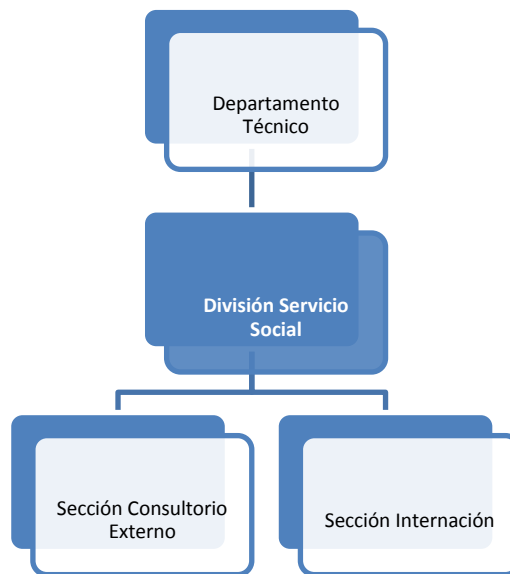 Departamento
Técnico
División Servicio
Social
Sección Consultorio
Externo
Sección Internación